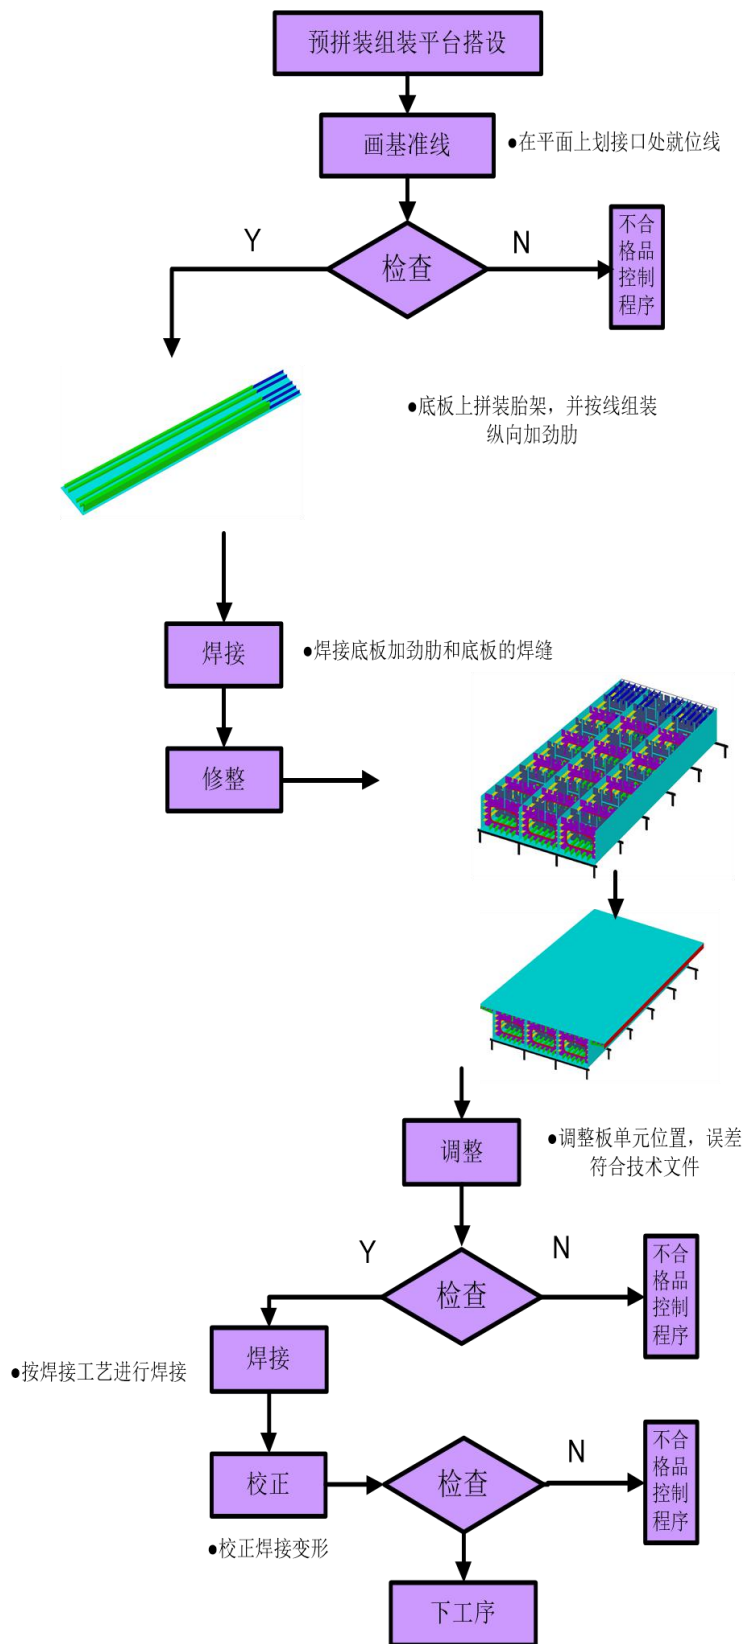 预拼装组装平台搭设
画基准线
●在平面上划接口处就位线
Y
N
检查
不合
格品
控制
程序
●底板上拼装胎架，并按线组装
纵向加劲肋
焊接
●焊接底板加劲肋和底板的焊缝
修整
调整
●调整板单元位置，误差
符合技术文件
Y
N
检查
不合
格品
控制
程序
焊接
●按焊接工艺进行焊接
校正
检查
N
不合
格品
控制
程序
●校正焊接变形
下工序